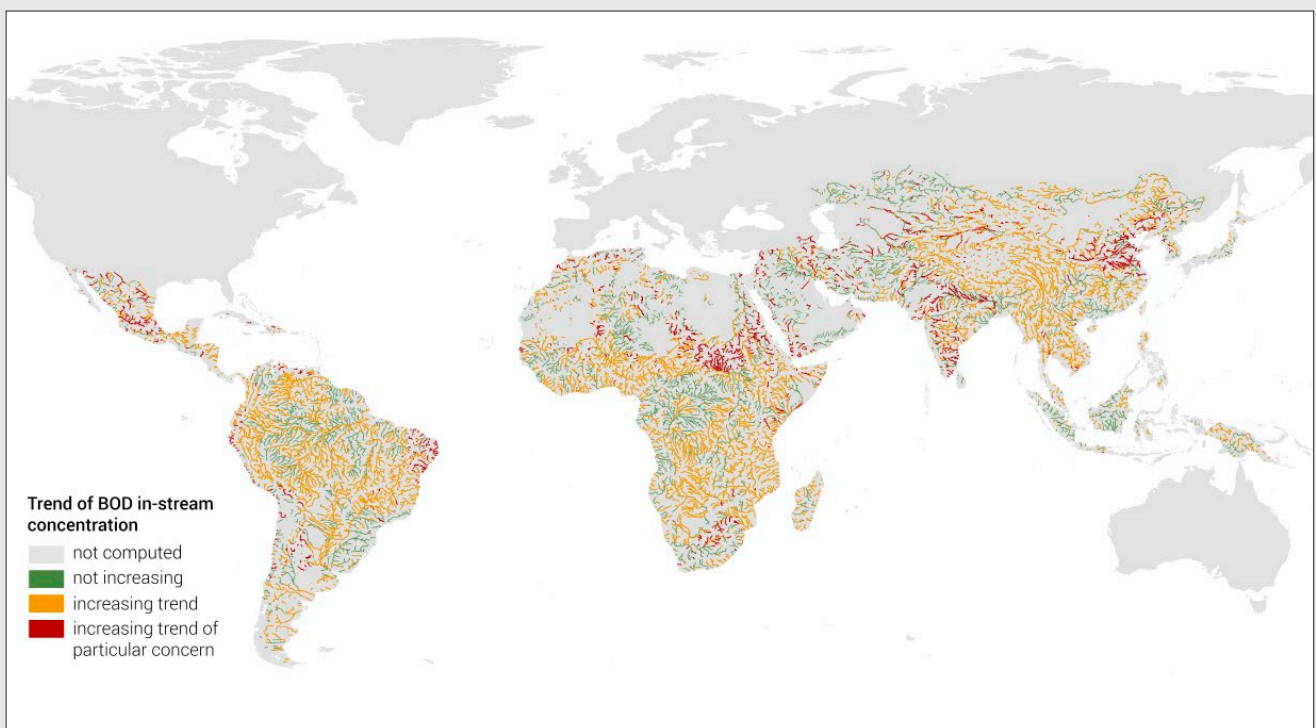 Trend of BOD in-stream
concentration
not computed
not increasing
increasing trend
increasing trend of
particular concern